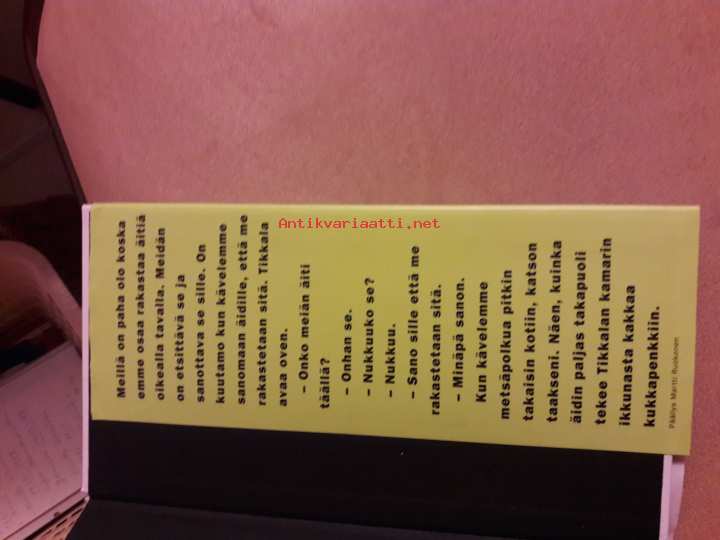 Meillä on paha olo koska
emme osaa rakastaa äitiä
oikealla tavalla. Meidän
on etsittävä se ja
sanottava se sille. On
kuutamo kun kävelemme
sanomaan äidille, että me
rakastetaan sitä. Tikkala
avaa oven.
– Onko meiän äiti
täällä?
– Onhan se.
– Nukkuuko se?
– Nukkuu.
– Sano sille että me
rakastetaan sitä.
– Minäpä sanon.
Kun kävelemme
metsäpolkua pitkin
takaisin kotiin, katson
taakseni. Näen, kuinka
äidin paljas takapuoli
tekee Tikkalan kamarin
ikkunasta kakkaa
kukkapenkkiin.
Päällys Martti Ruokonen
Antikvariaatti.net